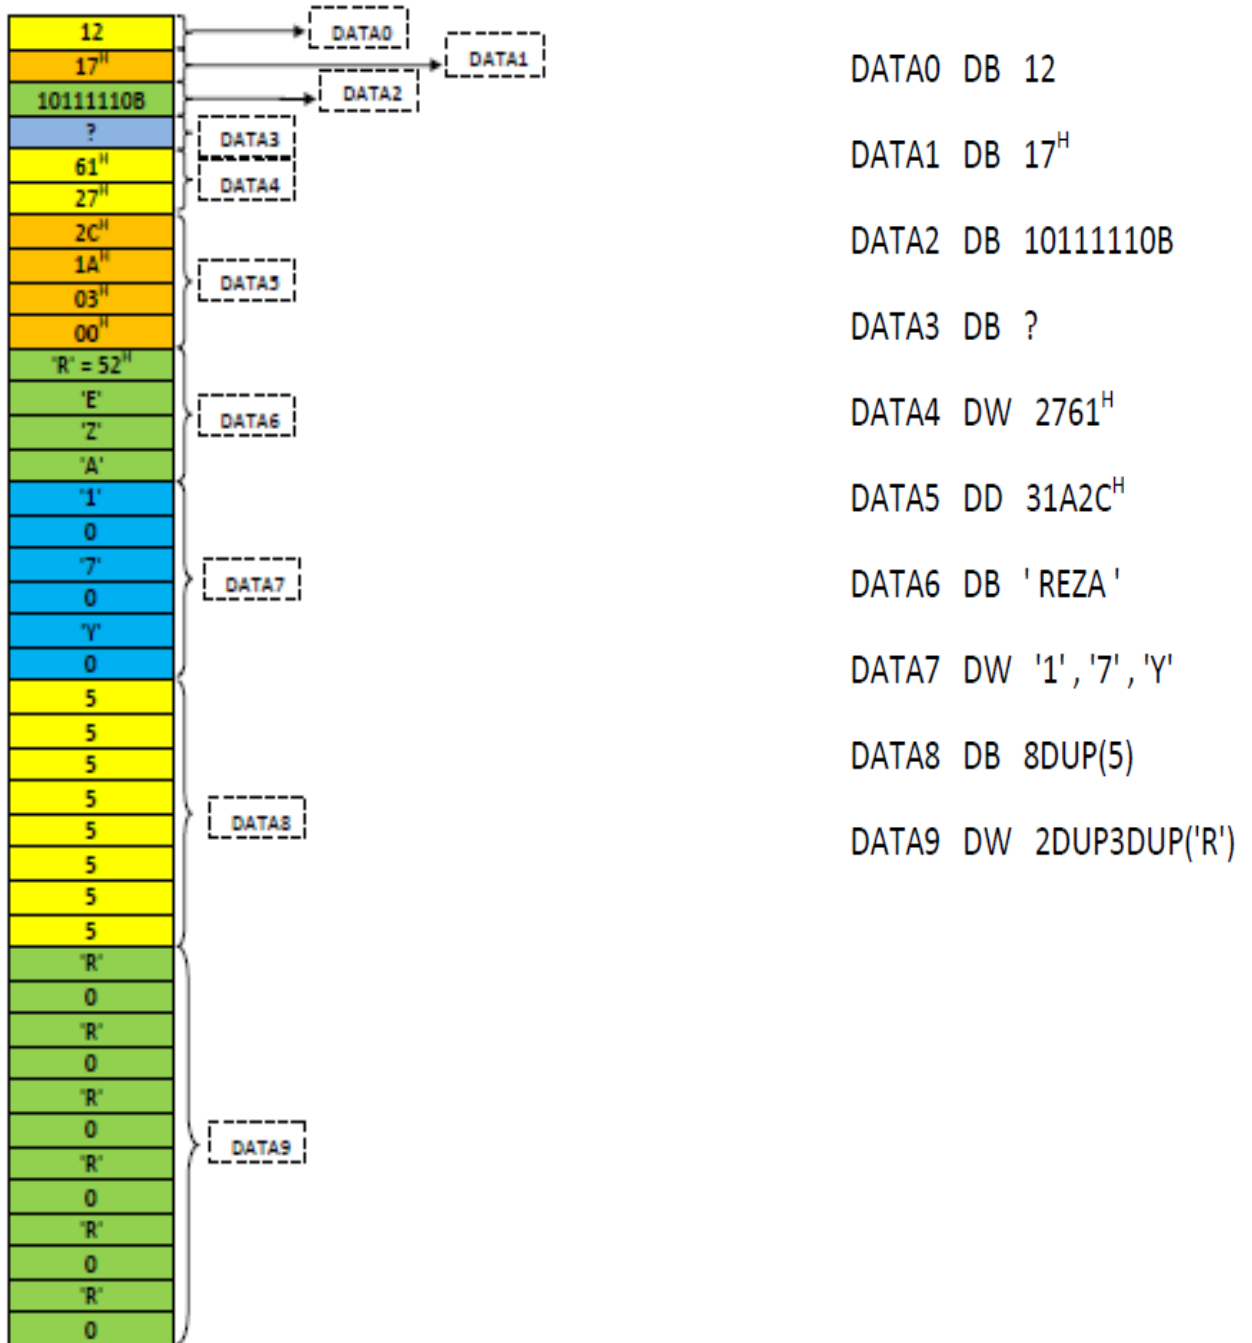 12
DATA0
17ᴴ
DATA1
10111110B
DATA2
?
DATA3
61ᴴ
DATA4
27ᴴ
2Cᴴ
1Aᴴ
DATA5
03ᴴ
00ᴴ
'R' = 52ᴴ
'E'
DATA6
'Z'
'A'
'1'
0
'7'
DATA7
0
'Y'
0
5
5
5
5
DATA8
5
5
5
5
'R'
0
'R'
0
'R'
0
DATA9
'R'
0
'R'
0
'R'
0
DATA0 DB 12
DATA1 DB 17ᴴ
DATA2 DB 10111110B
DATA3 DB ?
DATA4 DW 2761ᴴ
DATA5 DD 31A2Cᴴ
DATA6 DB ' REZA '
DATA7 DW '1' , '7' , 'Y'
DATA8 DB 8DUP(5)
DATA9 DW 2DUP3DUP('R')